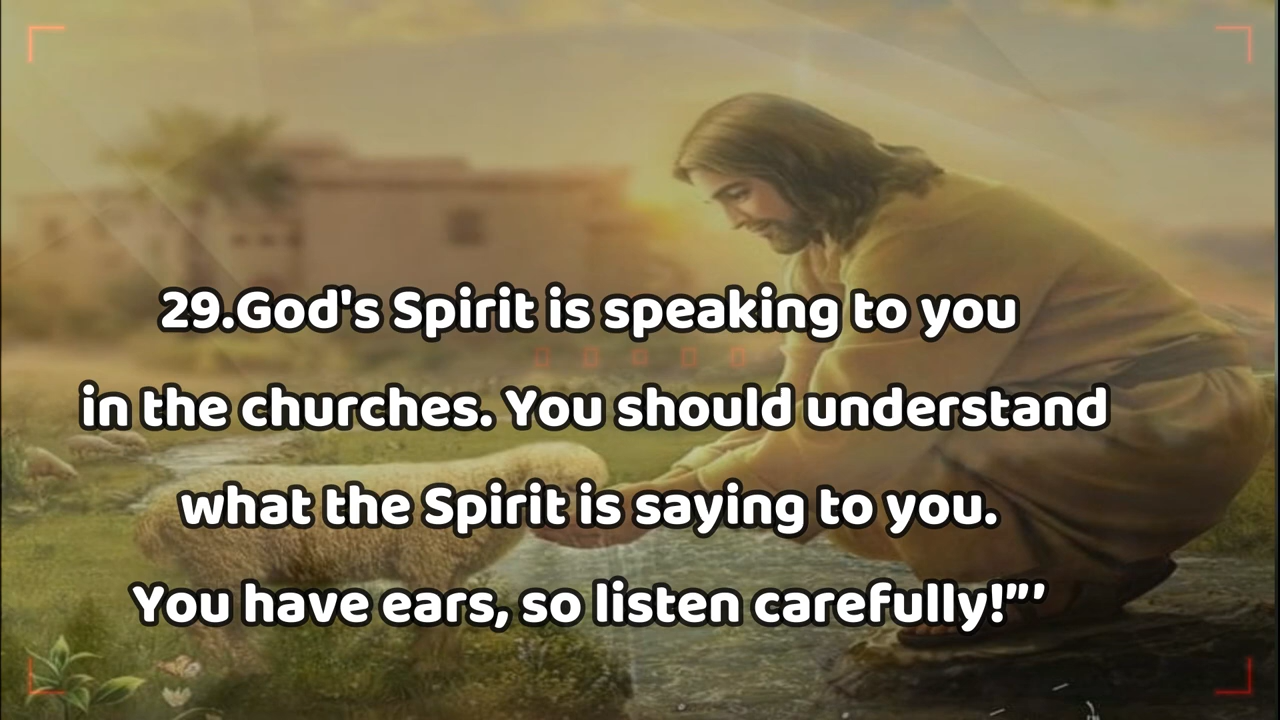 29.God's Spirit is speaking to you
in the churches. You should understand
what the Spirit is saying to you.
You have ears, so listen carefully!”’